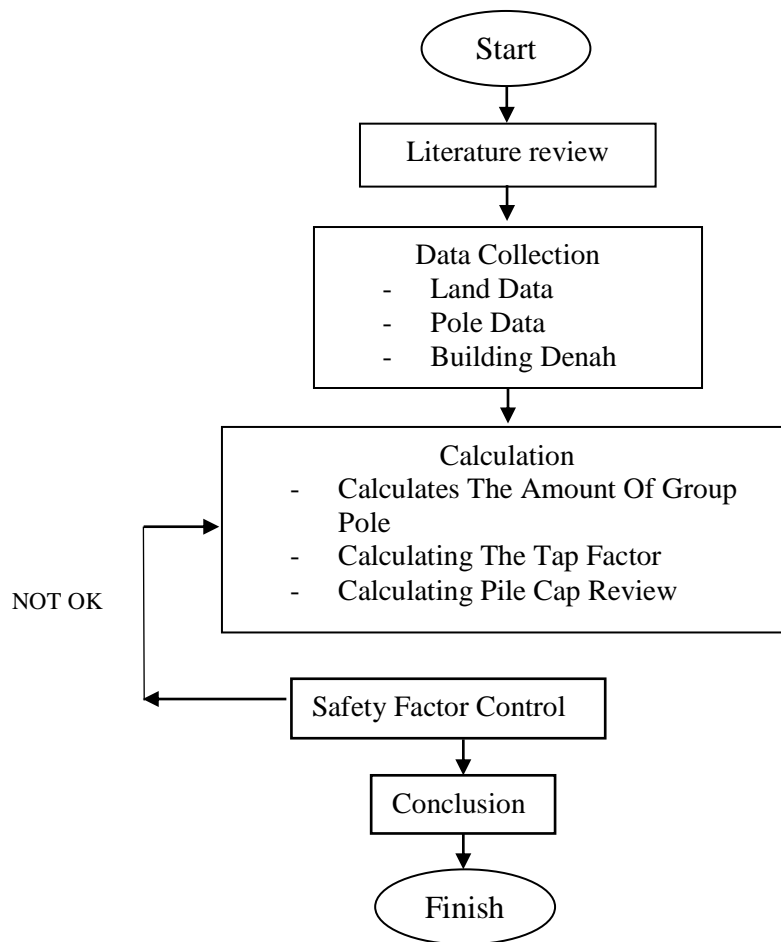 Start
Literature review
Data Collection
- Land Data
- Pole Data
- Building Denah
Calculation
- Calculates The Amount Of Group
Pole
- Calculating The Tap Factor
- Calculating Pile Cap Review
NOT OK
Safety Factor Control
Conclusion
Finish